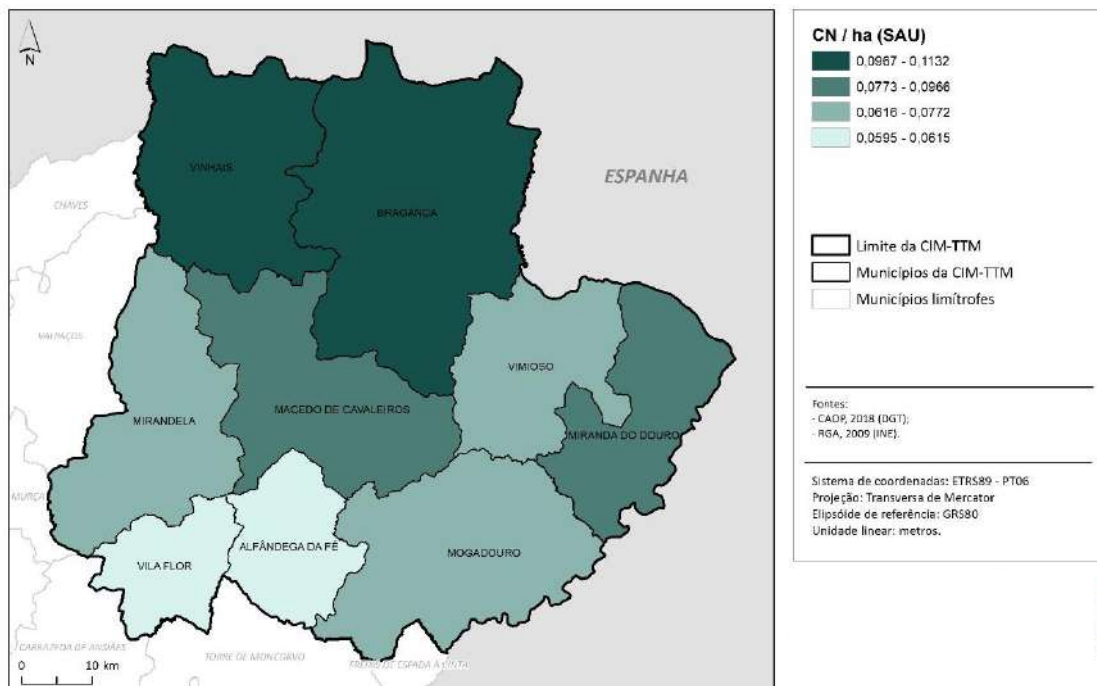 N
VINHAIS
BRAGANÇA
ESPANHA
CHAVES
VALPAÇOS
VIMIOSO
MIRANDELA
MACEDO DE CAVALEIROS
MIRANDA DO DOURO
MURÇA
ALFÂNDEGA DA FÉ
VILA FLOR
MOGADOURO
CARRAZEDA DE ANSIÃES
TORRE DE MONCORVO
FREIXO DE ESPADA À CINTA
0 10 km
CN / ha (SAU)
0,0967 - 0,1132
0,0773 - 0,0966
0,0616 - 0,0772
0,0595 - 0,0615
Limite da CIM-TTM
Municípios da CIM-TTM
Municípios limítrofes
Fontes:
- CAOP, 2018 (DGT);
- RGA, 2009 (INE).
Sistema de coordenadas: ETRS89 - PT06
Projeção: Transversa de Mercator
Elipsóide de referência: GRS80
Unidade linear: metros.